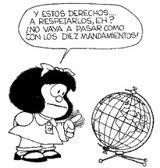 Y ESTOS DERECHOS...
A RESPETARLOS, EH?
¡NO VAYA A PASAR COMO
CON LOS DIEZ MANDAMIENTOS!